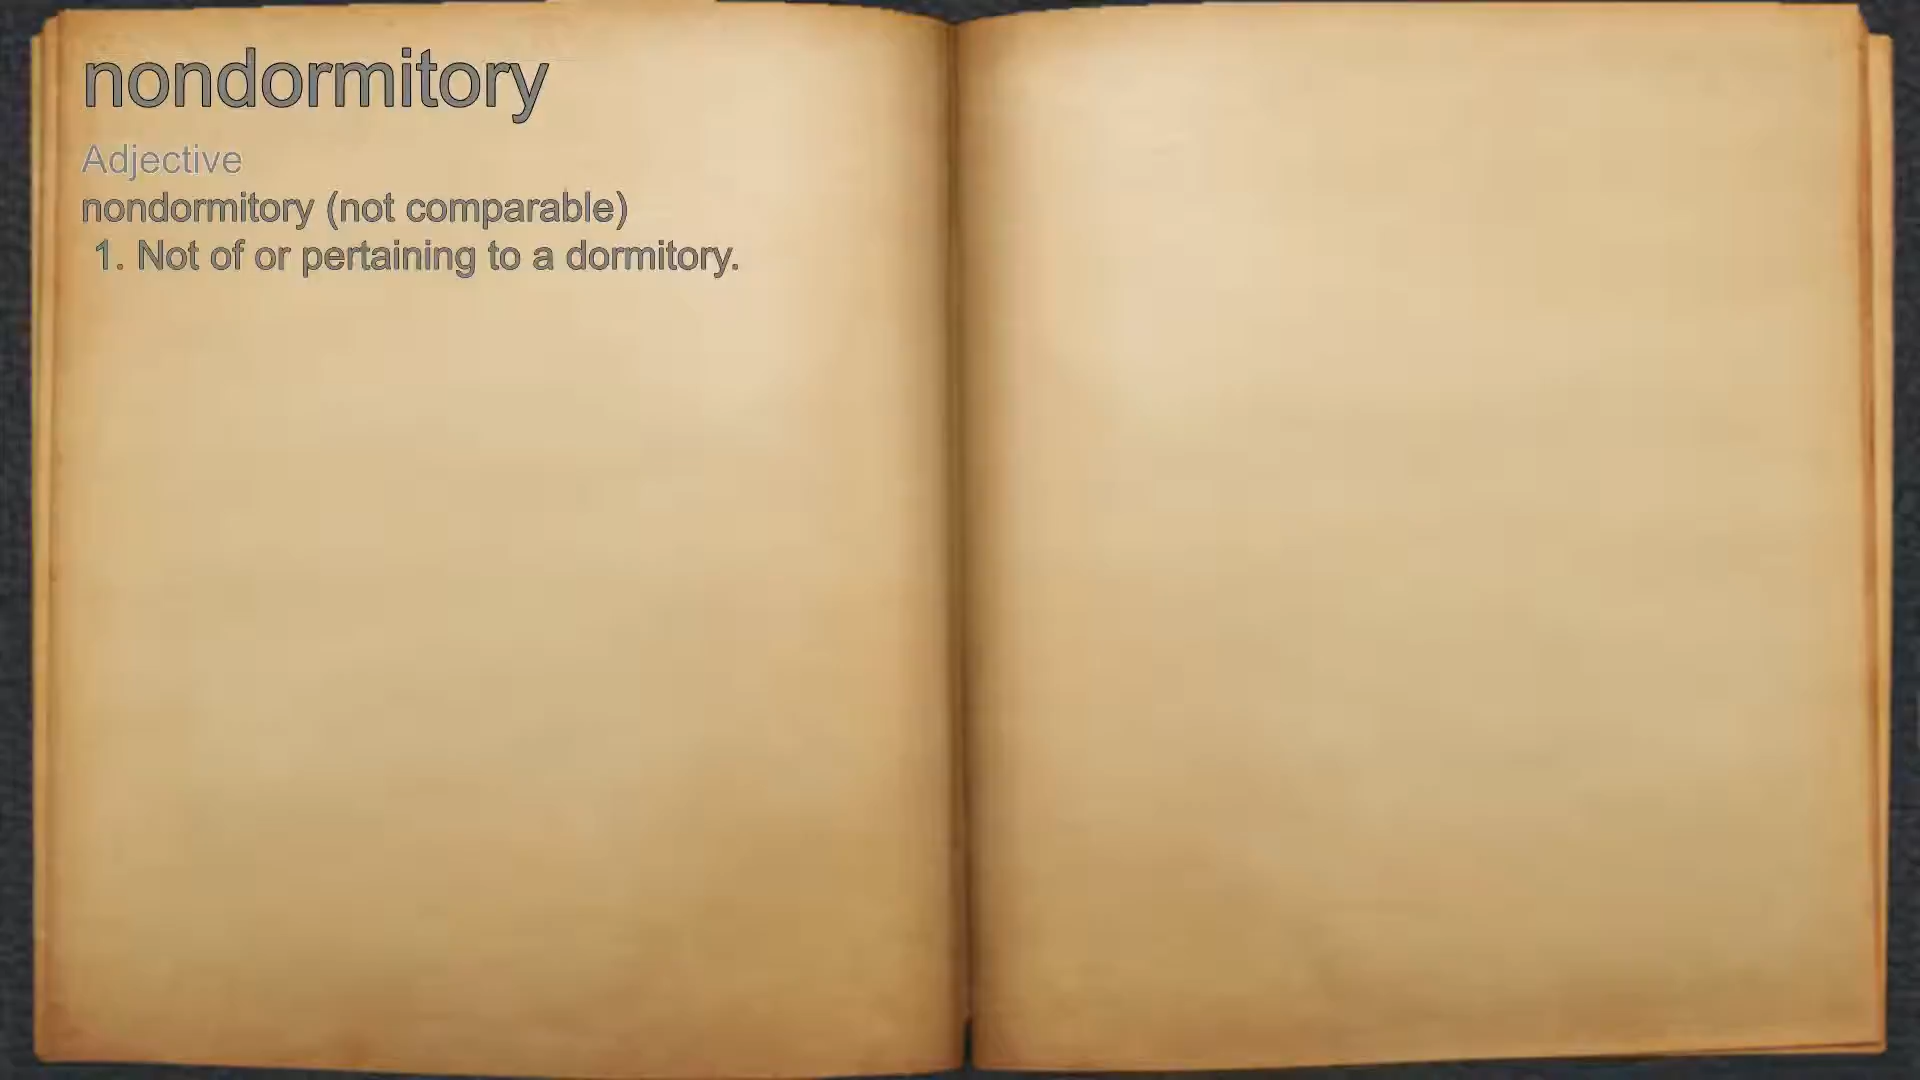 nondormitory
Adjective
nondormitory (not comparable)
1. Not of or pertaining to a dormitory.